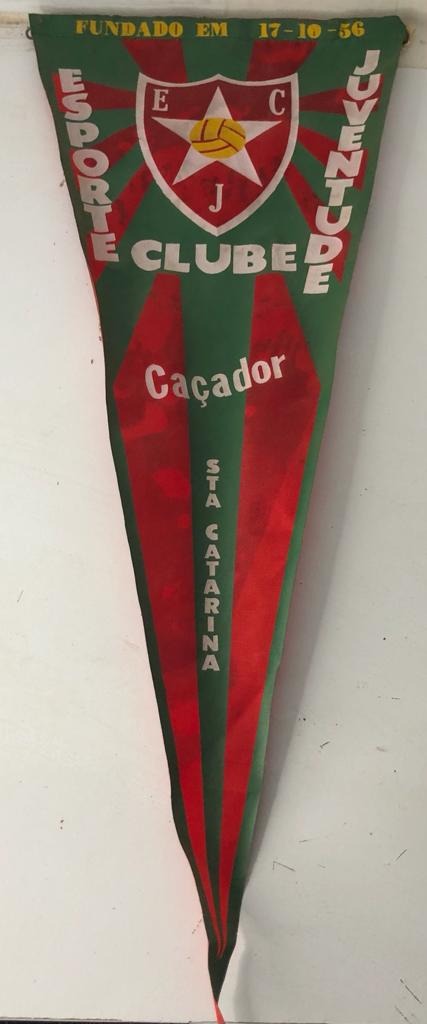 FUNDADO EM 17-10-56
E C
J
ESPORTE
CLUBE
JUVENTUDE
Caçador
STA CATARINA